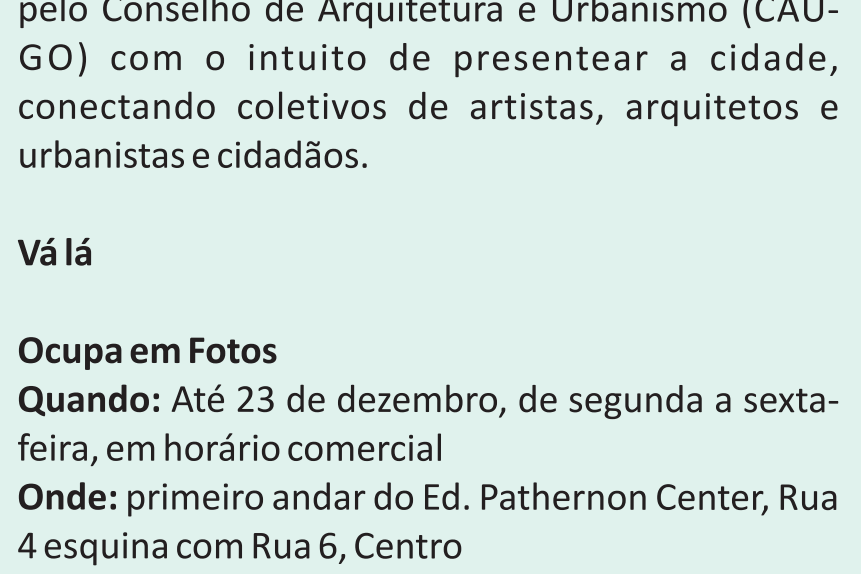 pelo Conselho de Arquitetura e Urbanismo (CAU-
GO) com o intuito de presentear a cidade,
conectando coletivos de artistas, arquitetos e
urbanistas e cidadãos.
Vá lá
Ocupa em Fotos
Quando: Até 23 de dezembro, de segunda a sexta-
feira, em horário comercial
Onde: primeiro andar do Ed. Pathernon Center, Rua
4 esquina com Rua 6, Centro